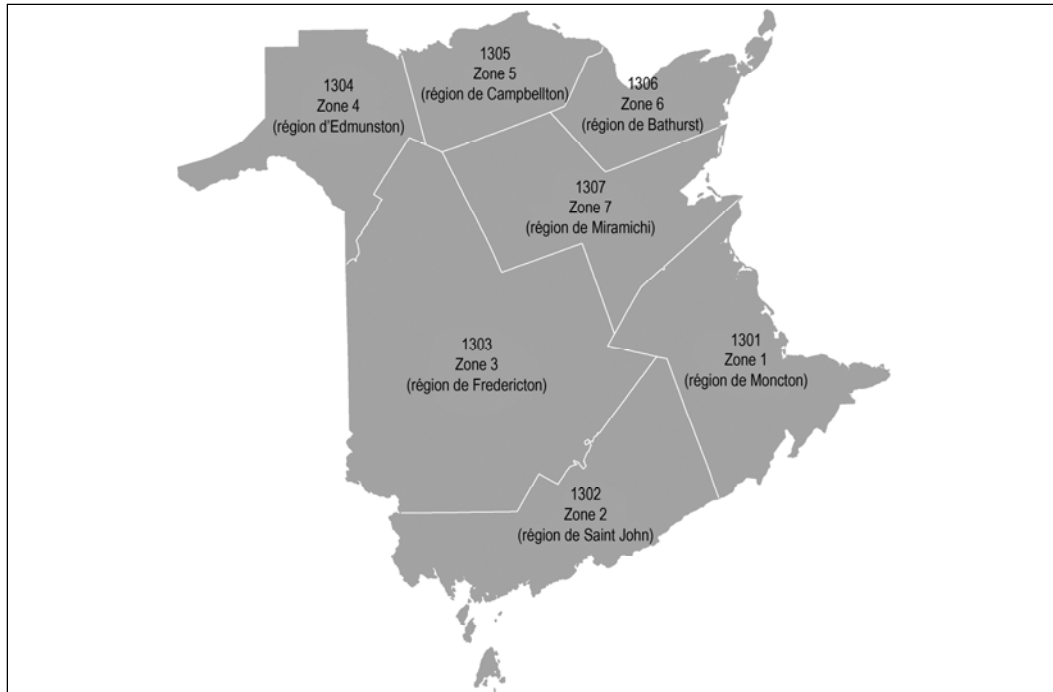 1305
Zone 5
(région de Campbellton)
1304
Zone 4
(région d'Edmunston)
1306
Zone 6
(région de Bathurst)
1307
Zone 7
(région de Miramichi)
1303
Zone 3
(région de Fredericton)
1301
Zone 1
(région de Moncton)
1302
Zone 2
(région de Saint John)